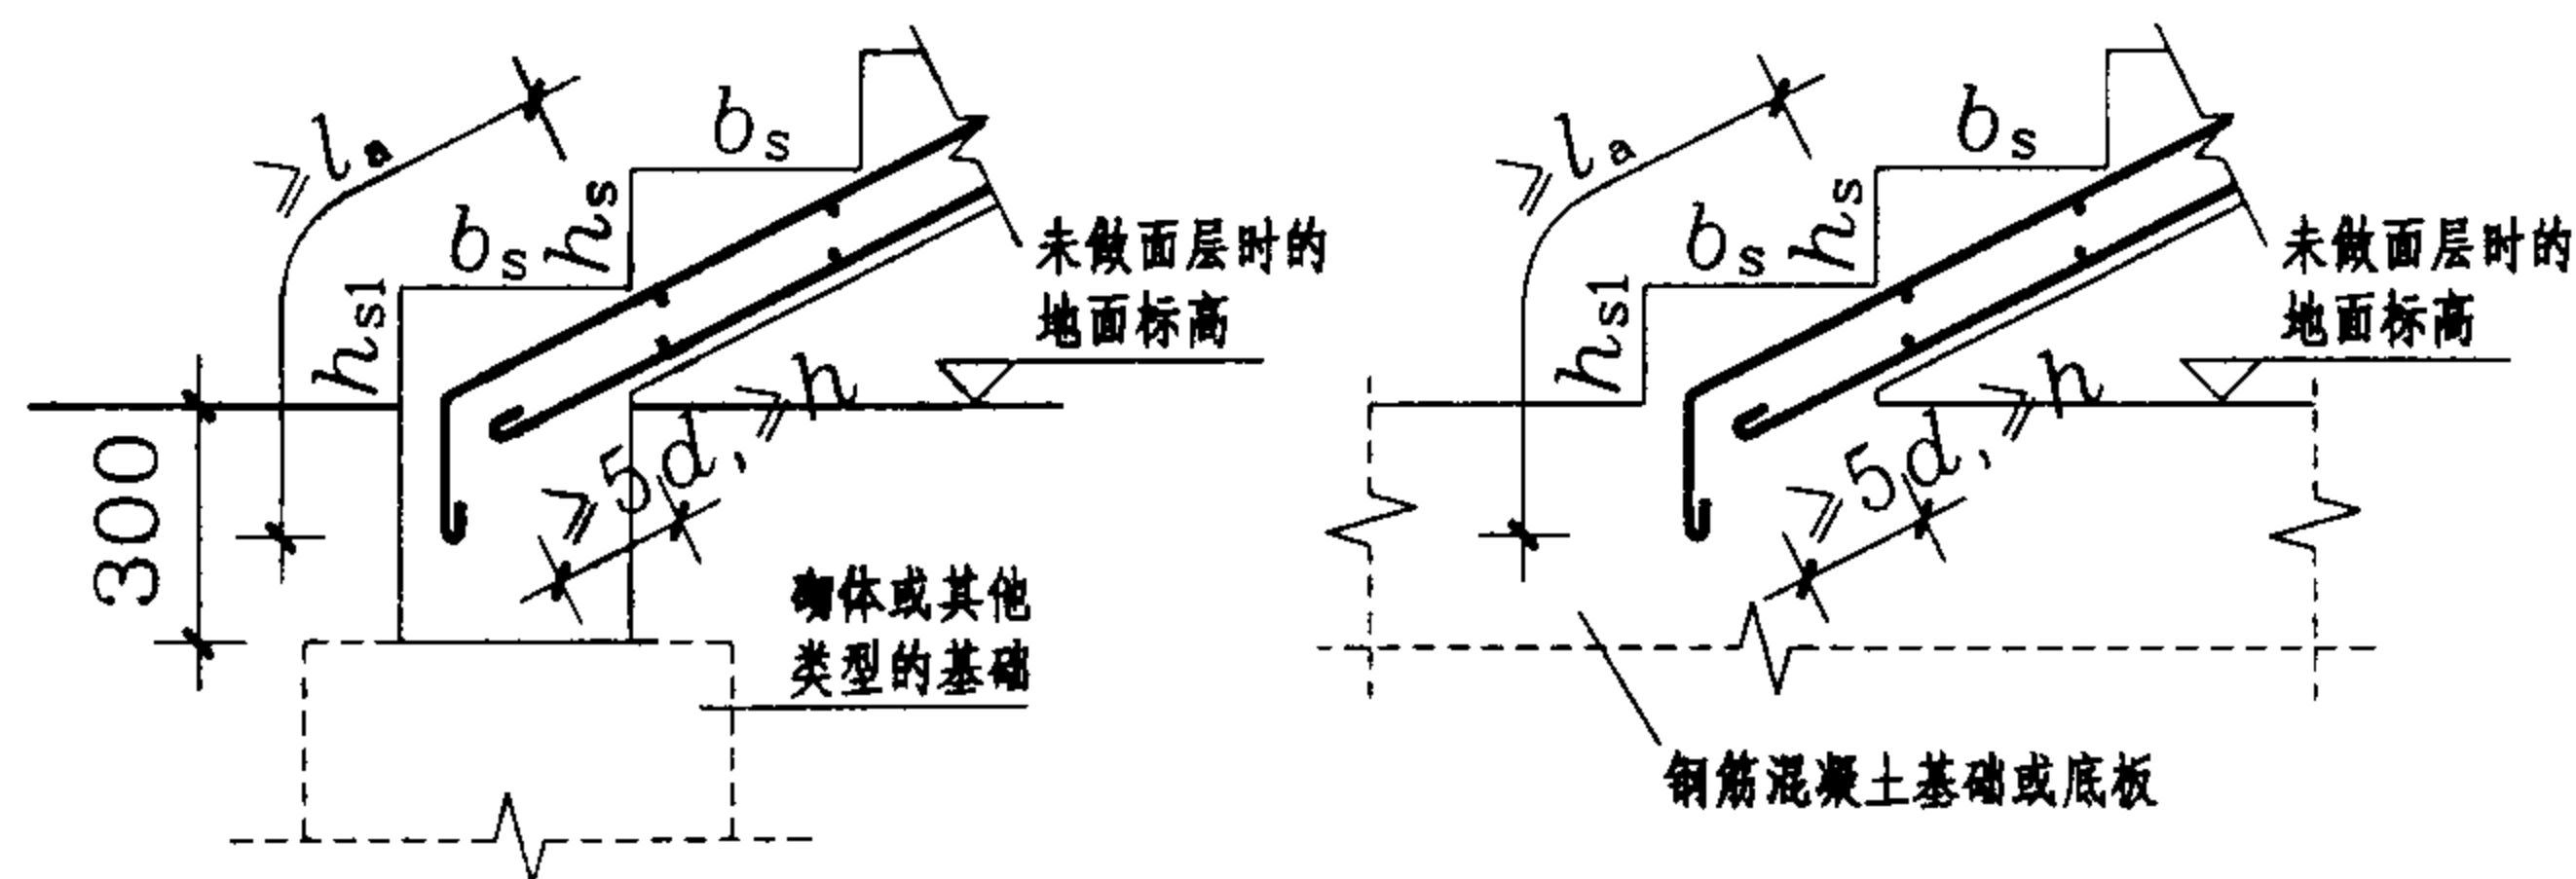 ≥lₐ
bₛ
hₛ
bₛ
hₛ₁
未做面层时的
地面标高
300
≥5d,≥h
砌体或其他
类型的基础
≥lₐ
bₛ
hₛ
bₛ
hₛ₁
未做面层时的
地面标高
≥5d,≥h
钢筋混凝土基础或底板